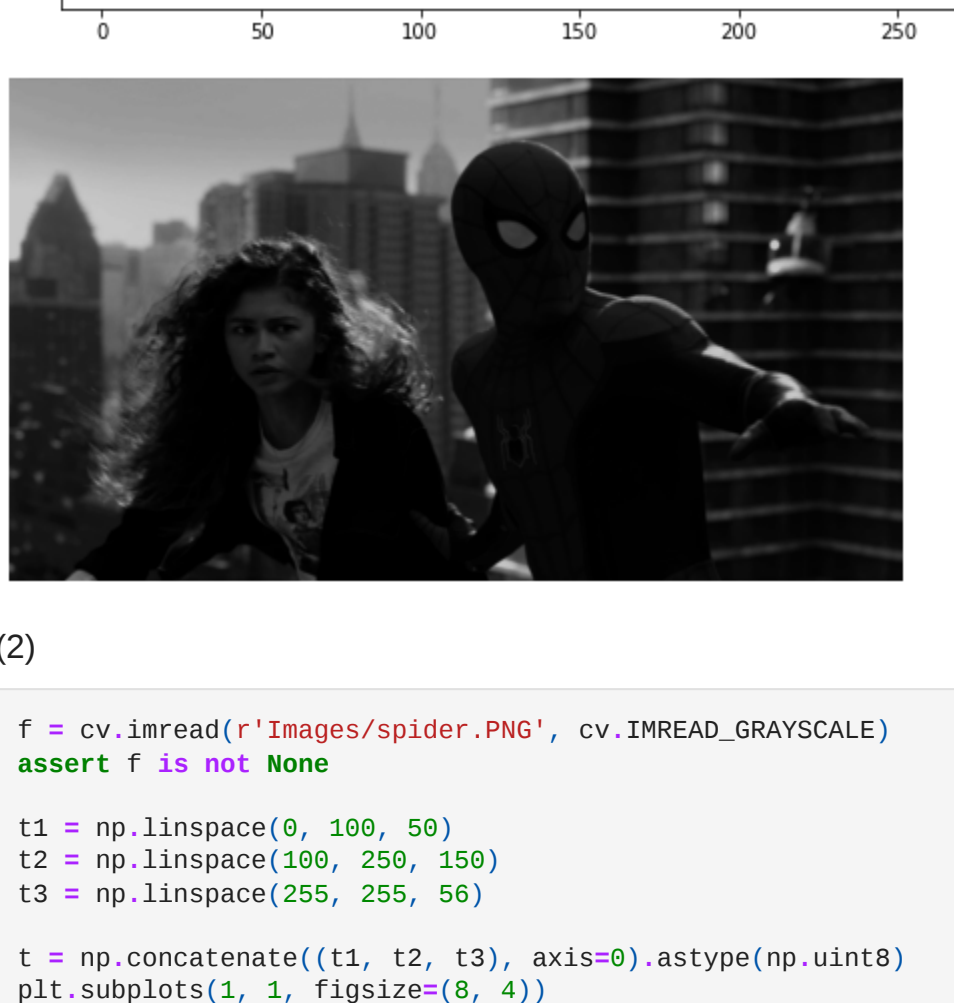 0 50 100 150 200 250
(2)
f = cv.imread(r'Images/spider.PNG', cv.IMREAD_GRAYSCALE)
assert f is not None
t1 = np.linspace(0, 100, 50)
t2 = np.linspace(100, 250, 150)
t3 = np.linspace(255, 255, 56)
t = np.concatenate((t1, t2, t3), axis=0).astype(np.uint8)
plt.subplots(1, 1, figsize=(8, 4))